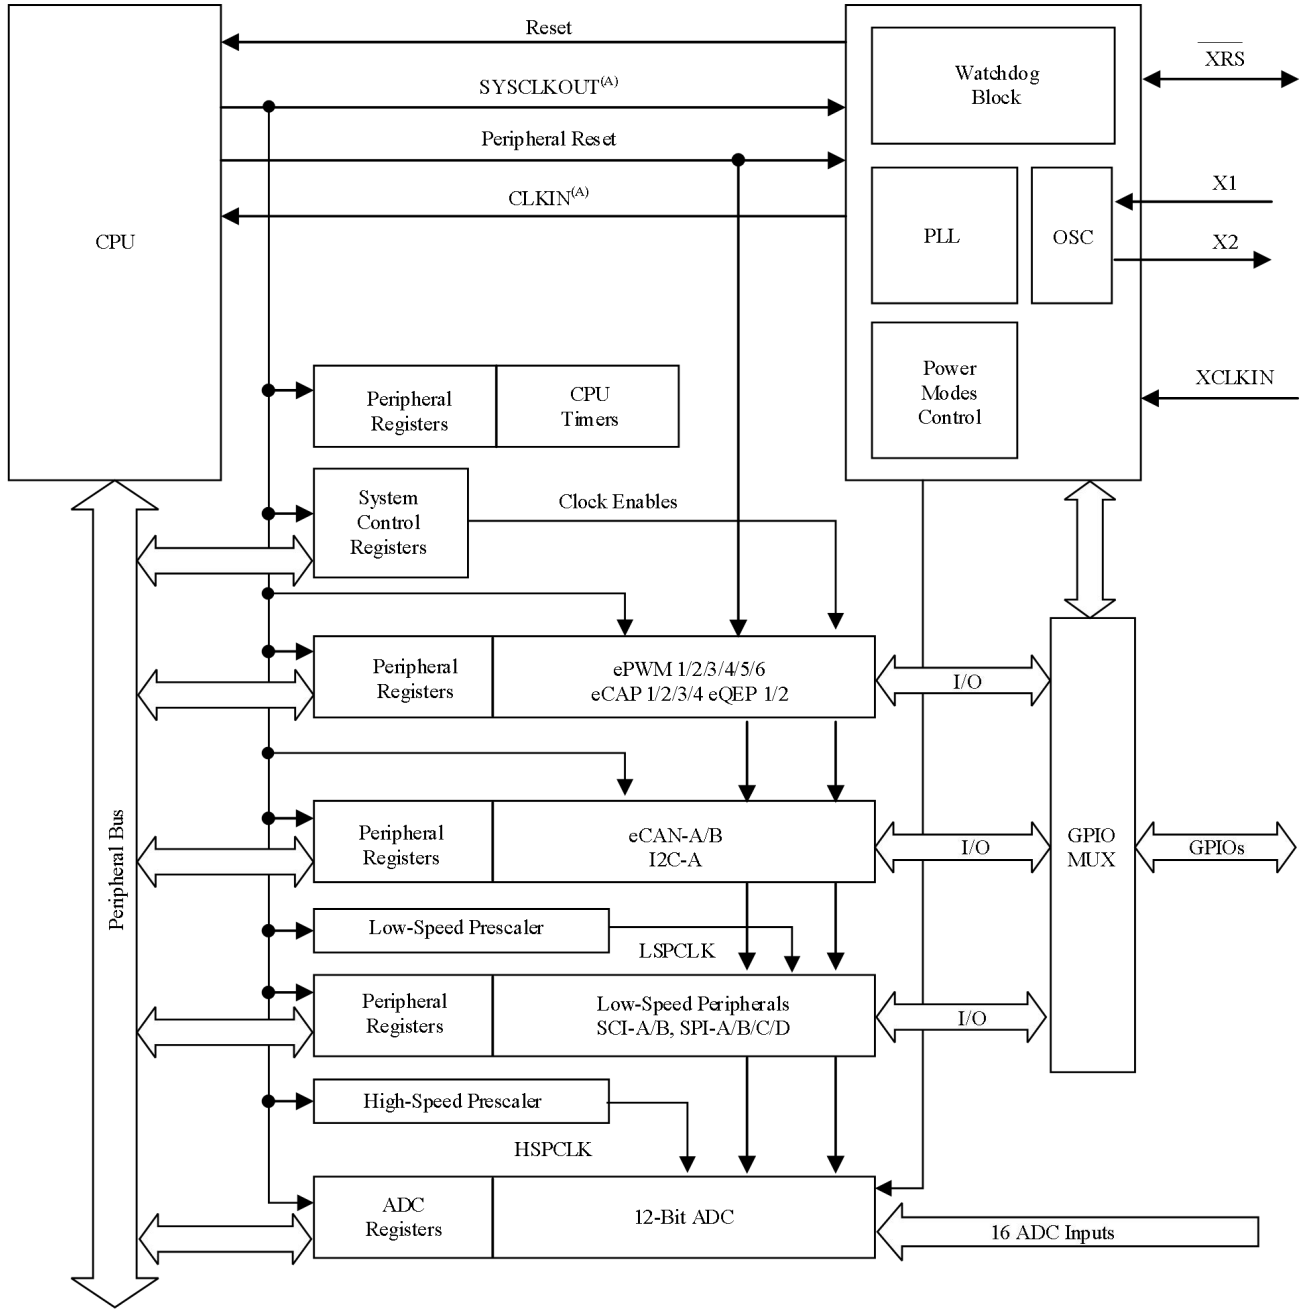 Reset
XRS
Watchdog
Block
SYSCLKOUT(A)
Peripheral Reset
X1
CLKIN(A)
CPU
PLL
OSC
X2
Power
Modes
Control
XCLKIN
Peripheral
Registers
CPU
Timers
System
Control
Registers
Clock Enables
Peripheral
Registers
ePWM 1/2/3/4/5/6
eCAP 1/2/3/4 eQEP 1/2
I/O
Peripheral Bus
Peripheral
Registers
eCAN-A/B
I2C-A
I/O
GPIO
MUX
GPIOs
Low-Speed Prescaler
LSPCLK
Peripheral
Registers
Low-Speed Peripherals
SCI-A/B, SPI-A/B/C/D
I/O
High-Speed Prescaler
HSPCLK
ADC
Registers
12-Bit ADC
16 ADC Inputs